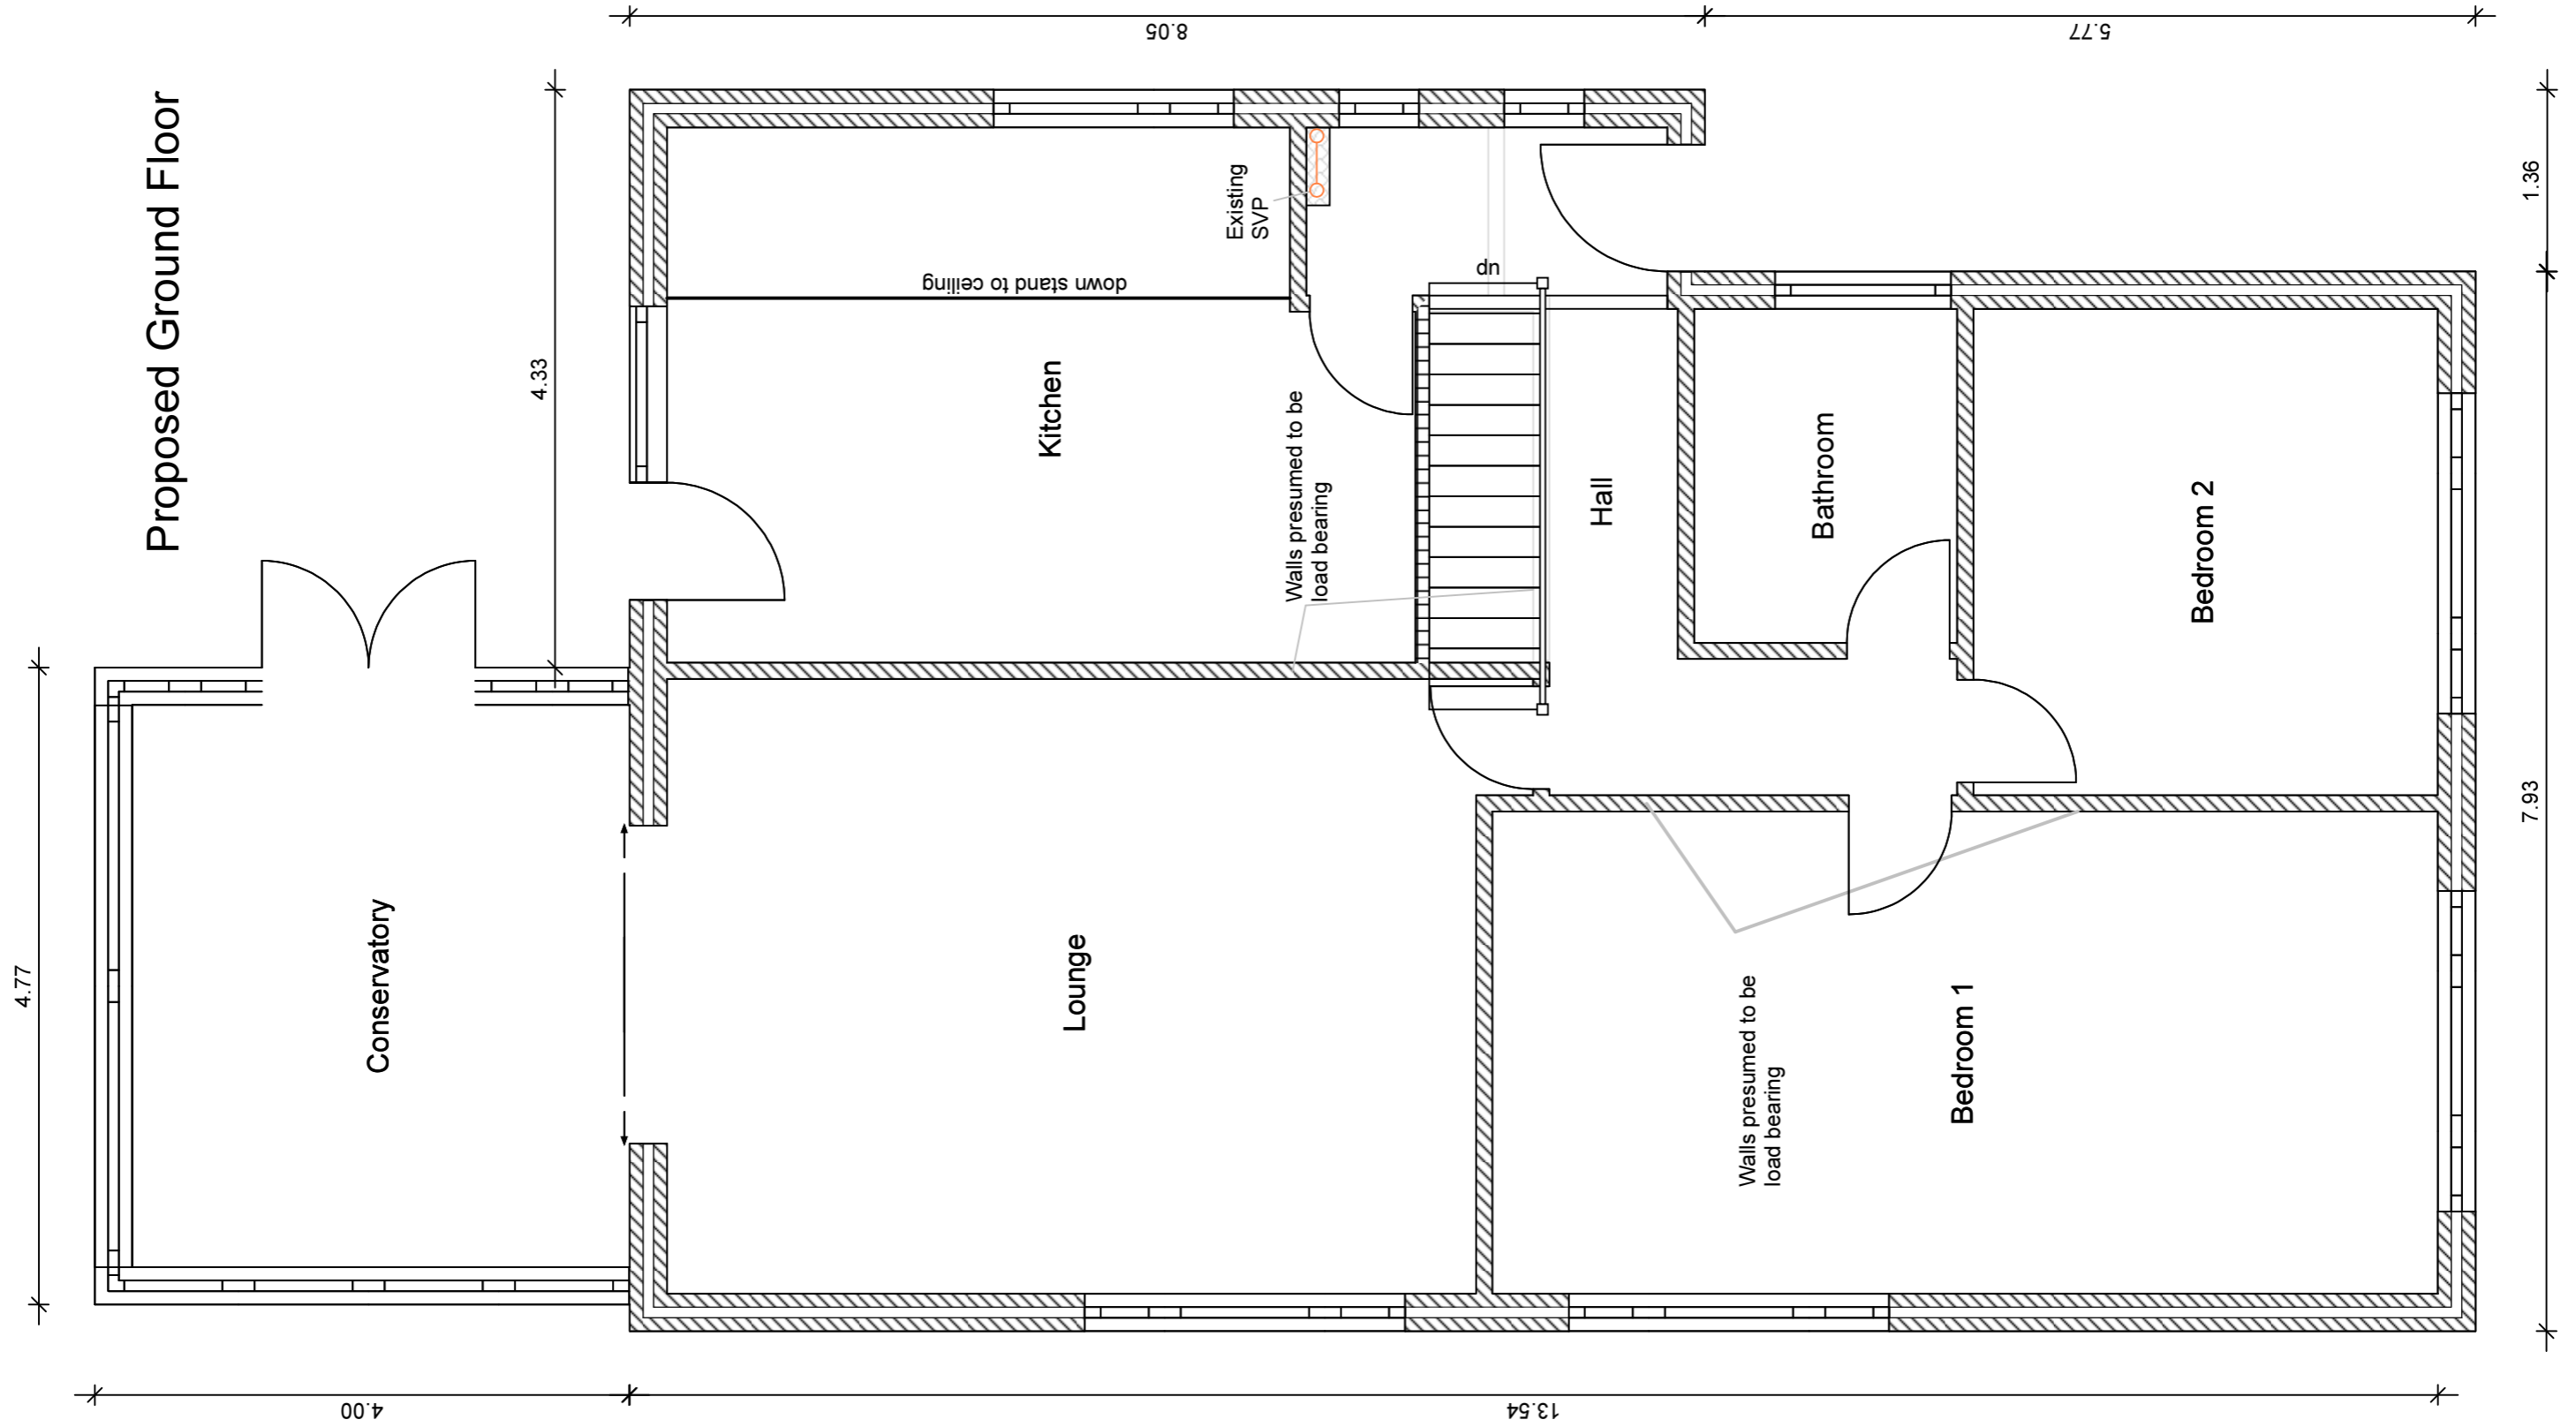 Proposed Ground Floor
8.05
5.77
4.33
1.36
7.93
4.77
4.00
13.54
Conservatory
Kitchen
down stand to ceiling
Existing
SVP
up
Walls presumed to be
load bearing
Hall
Bathroom
Bedroom 2
Lounge
Walls presumed to be
load bearing
Bedroom 1